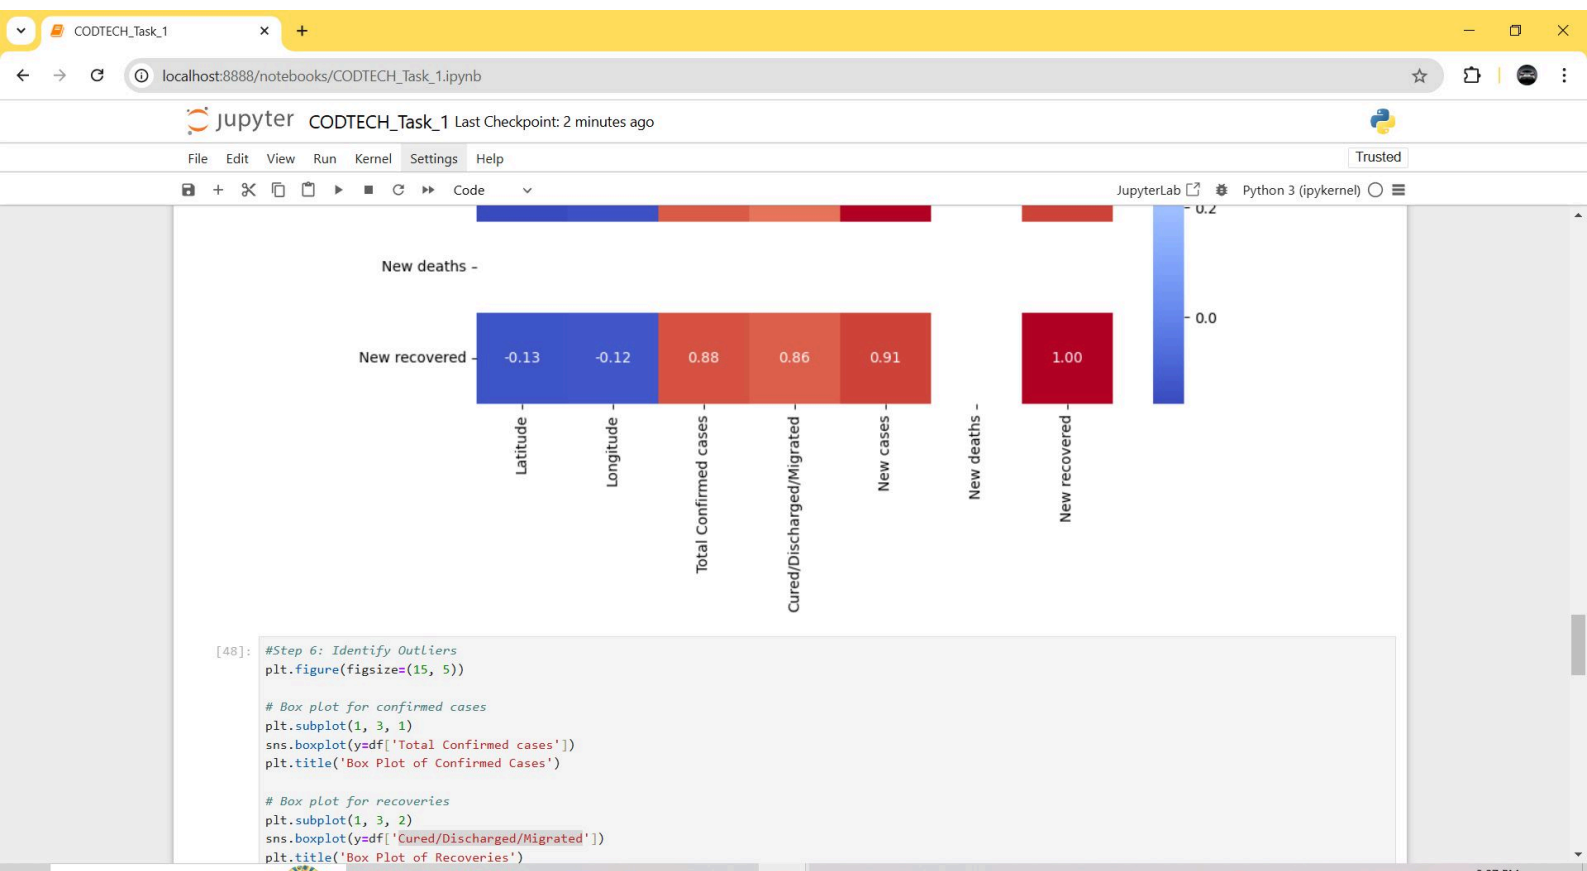 CODTECH_Task_1
localhost:8888/notebooks/CODTECH_Task_1.ipynb
jupyter CODTECH_Task_1 Last Checkpoint: 2 minutes ago
File Edit View Run Kernel Settings Help
Trusted
Code
JupyterLab
Python 3 (ipykernel)
0.2
New deaths
0.0
New recovered
-0.13 -0.12 0.88 0.86 0.91 1.00
Latitude
Longitude
Total Confirmed cases
Cured/Discharged/Migrated
New cases
New deaths
New recovered
[48]:
#Step 6: Identify Outliers
plt.figure(figsize=(15, 5))
# Box plot for confirmed cases
plt.subplot(1, 3, 1)
sns.boxplot(y=df['Total Confirmed cases'])
plt.title('Box Plot of Confirmed Cases')
# Box plot for recoveries
plt.subplot(1, 3, 2)
sns.boxplot(y=df['Cured/Discharged/Migrated'])
plt.title('Box Plot of Recoveries')